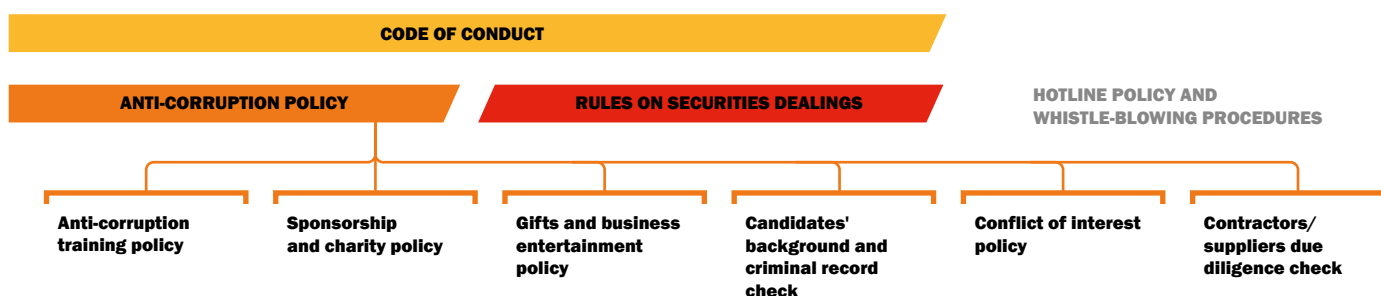 CODE OF CONDUCT
ANTI-CORRUPTION POLICY
RULES ON SECURITIES DEALINGS
HOTLINE POLICY AND
WHISTLE-BLOWING PROCEDURES
Anti-corruption
training policy
Sponsorship
and charity policy
Gifts and business
entertainment
policy
Candidates'
background and
criminal record
check
Conflict of interest
policy
Contractors/
suppliers due
diligence check